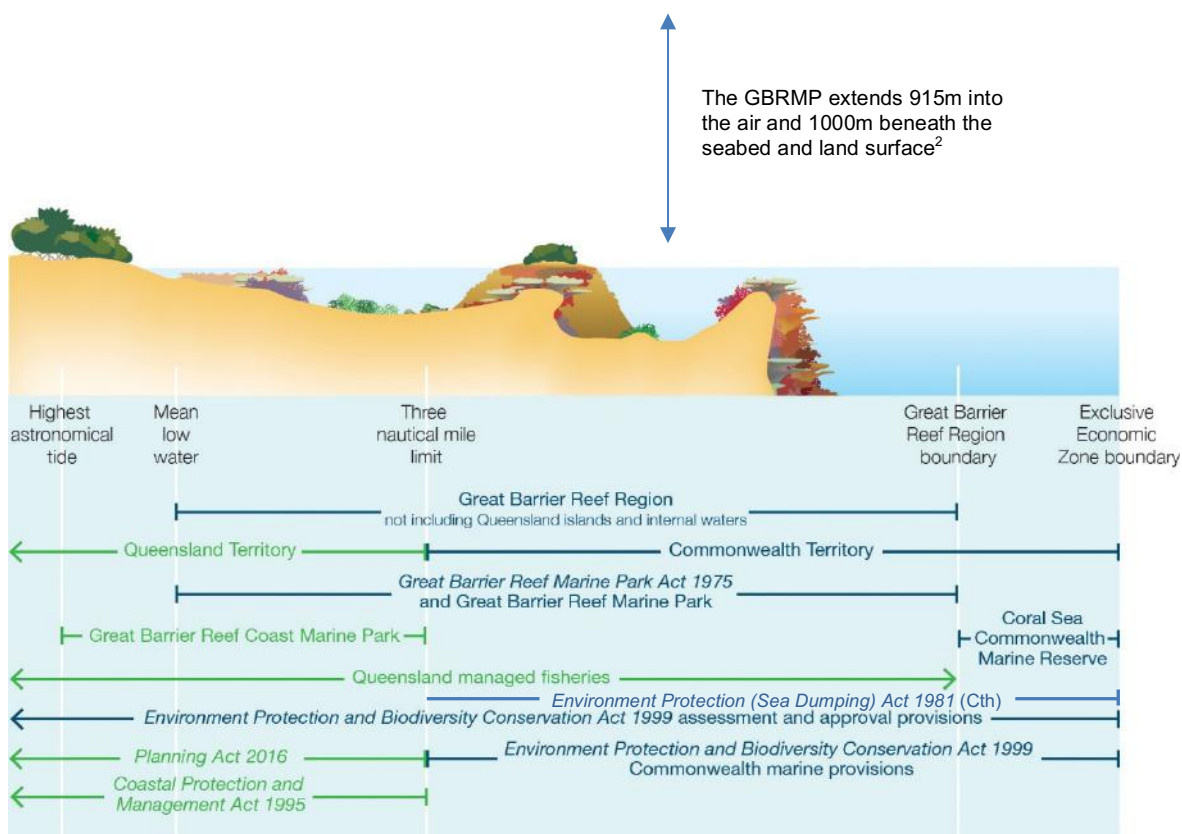 The GBRMP extends 915m into
the air and 1000m beneath the
seabed and land surface²
Highest
astronomical
tide
Mean
low
water
Three
nautical mile
limit
Great Barrier
Reef Region
boundary
Exclusive
Economic
Zone boundary
Great Barrier Reef Region
not including Queensland islands and internal waters
Queensland Territory
Commonwealth Territory
Great Barrier Reef Marine Park Act 1975
and Great Barrier Reef Marine Park
Great Barrier Reef Coast Marine Park
Coral Sea
Commonwealth
Marine Reserve
Queensland managed fisheries
Environment Protection (Sea Dumping) Act 1981 (Cth)
Environment Protection and Biodiversity Conservation Act 1999 assessment and approval provisions
Planning Act 2016
Environment Protection and Biodiversity Conservation Act 1999
Commonwealth marine provisions
Coastal Protection and
Management Act 1995